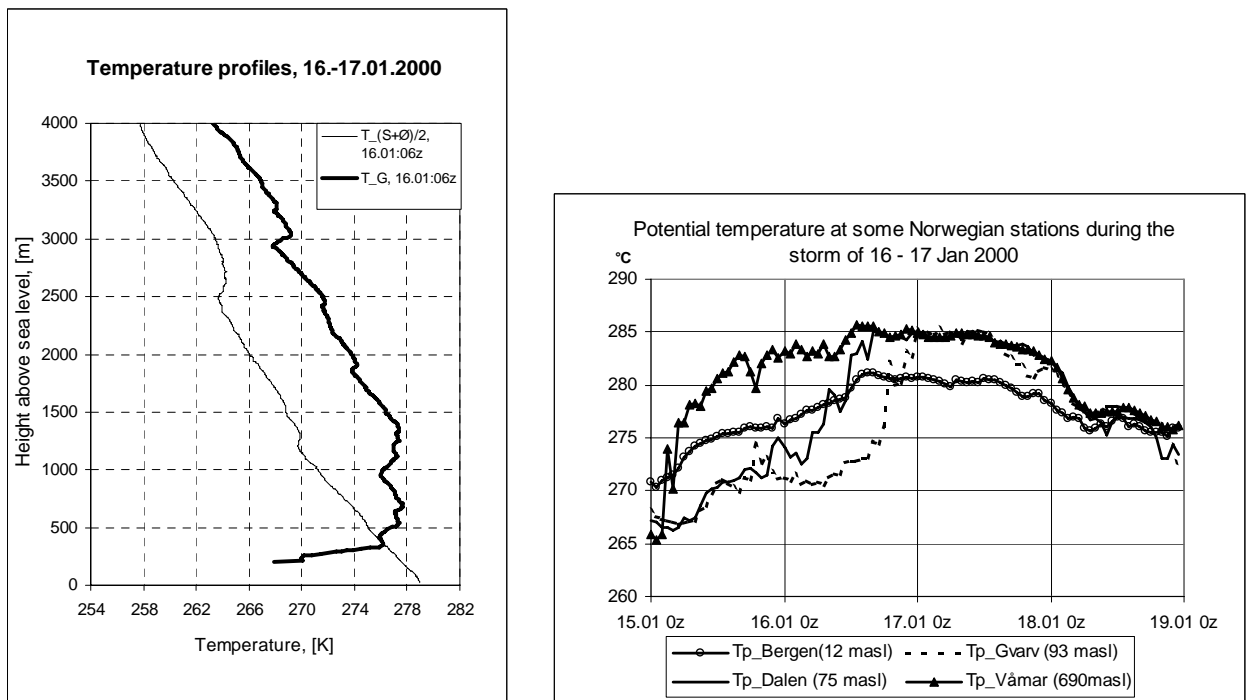 Temperature profiles, 16.-17.01.2000
4000
3500
3000
2500
2000
1500
1000
500
0
Height above sea level, [m]
T_(S+Ø)/2,
16.01:06z
T_G, 16.01:06z
254 258 262 266 270 274 278 282
Temperature, [K]
Potential temperature at some Norwegian stations during the
storm of 16 - 17 Jan 2000
°C
290
285
280
275
270
265
260
15.01 0z 16.01 0z 17.01 0z 18.01 0z 19.01 0z
Tp_Bergen(12 masl) Tp_Gvarv (93 masl)
Tp_Dalen (75 masl) Tp_Våmar (690masl)